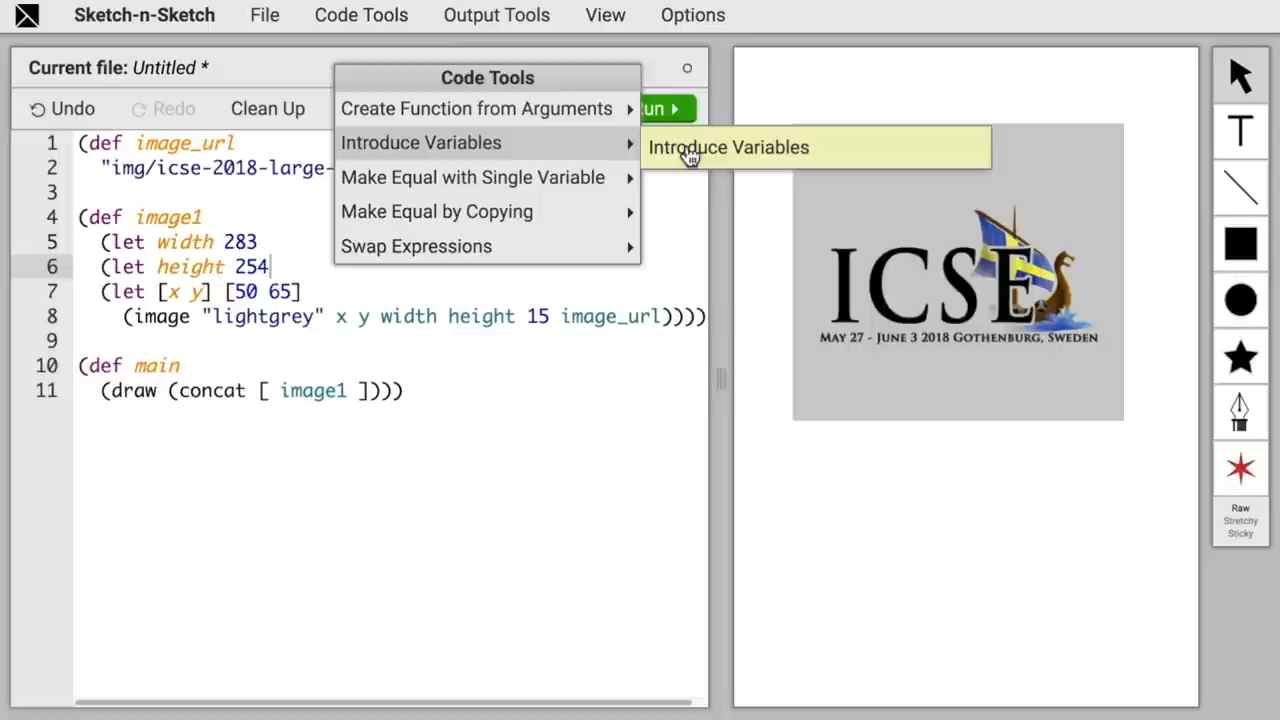 Sketch-n-Sketch File Code Tools Output Tools View Options
Current file: Untitled *
Undo Redo Clean Up
Code Tools
Create Function from Arguments
Introduce Variables
Make Equal with Single Variable
Make Equal by Copying
Swap Expressions
Introduce Variables
1 (def image_url
2 "img/icse-2018-large-
3
4 (def image1
5 (let width 283
6 (let height 254
7 (let [x y] [50 65]
8 (image "lightgrey" x y width height 15 image_url))))
9
10 (def main
11 (draw (concat [ image1 ])))
ICSE
May 27 - June 3 2018 Gothenburg, Sweden
T
Raw
Stretchy
Sticky